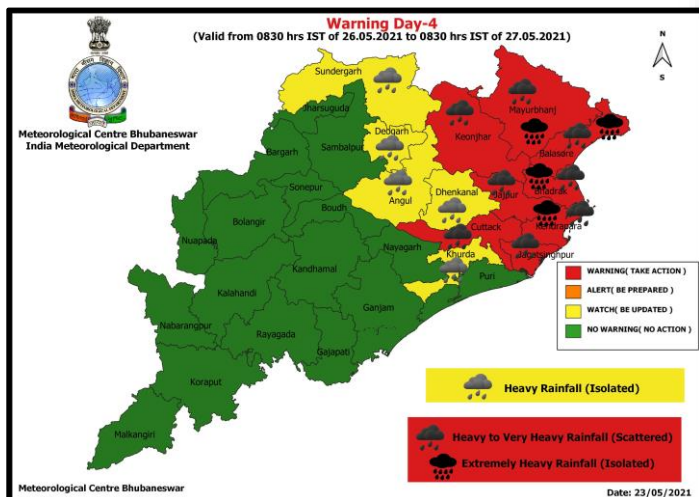 Warning Day-4
(Valid from 0830 hrs IST of 26.05.2021 to 0830 hrs IST of 27.05.2021)
N
S
Meteorological Centre Bhubaneswar
India Meteorological Department
Sundergarh
Jharsuguda
Mayurbhanj
Keonjhar
Deogarh
Sambalpur
Bargarh
Balasore
Sonepur
Angul
Dhenkanal
Jajpur
Bhadrak
Boudh
Bolangir
Cuttack
Kendrapara
Nuapada
Nayagarh
Khurda
Jagatsinghpur
Kandhamal
Puri
Kalahandi
Ganjam
Nabarangpur
Rayagada
Gajapati
Koraput
Malkangiri
WARNING( TAKE ACTION )
ALERT( BE PREPARED )
WATCH( BE UPDATED )
NO WARNING( NO ACTION )
Heavy Rainfall (Isolated)
Heavy to Very Heavy Rainfall (Scattered)
Extremely Heavy Rainfall (Isolated)
Meteorological Centre Bhubaneswar
Date: 23/05/2021